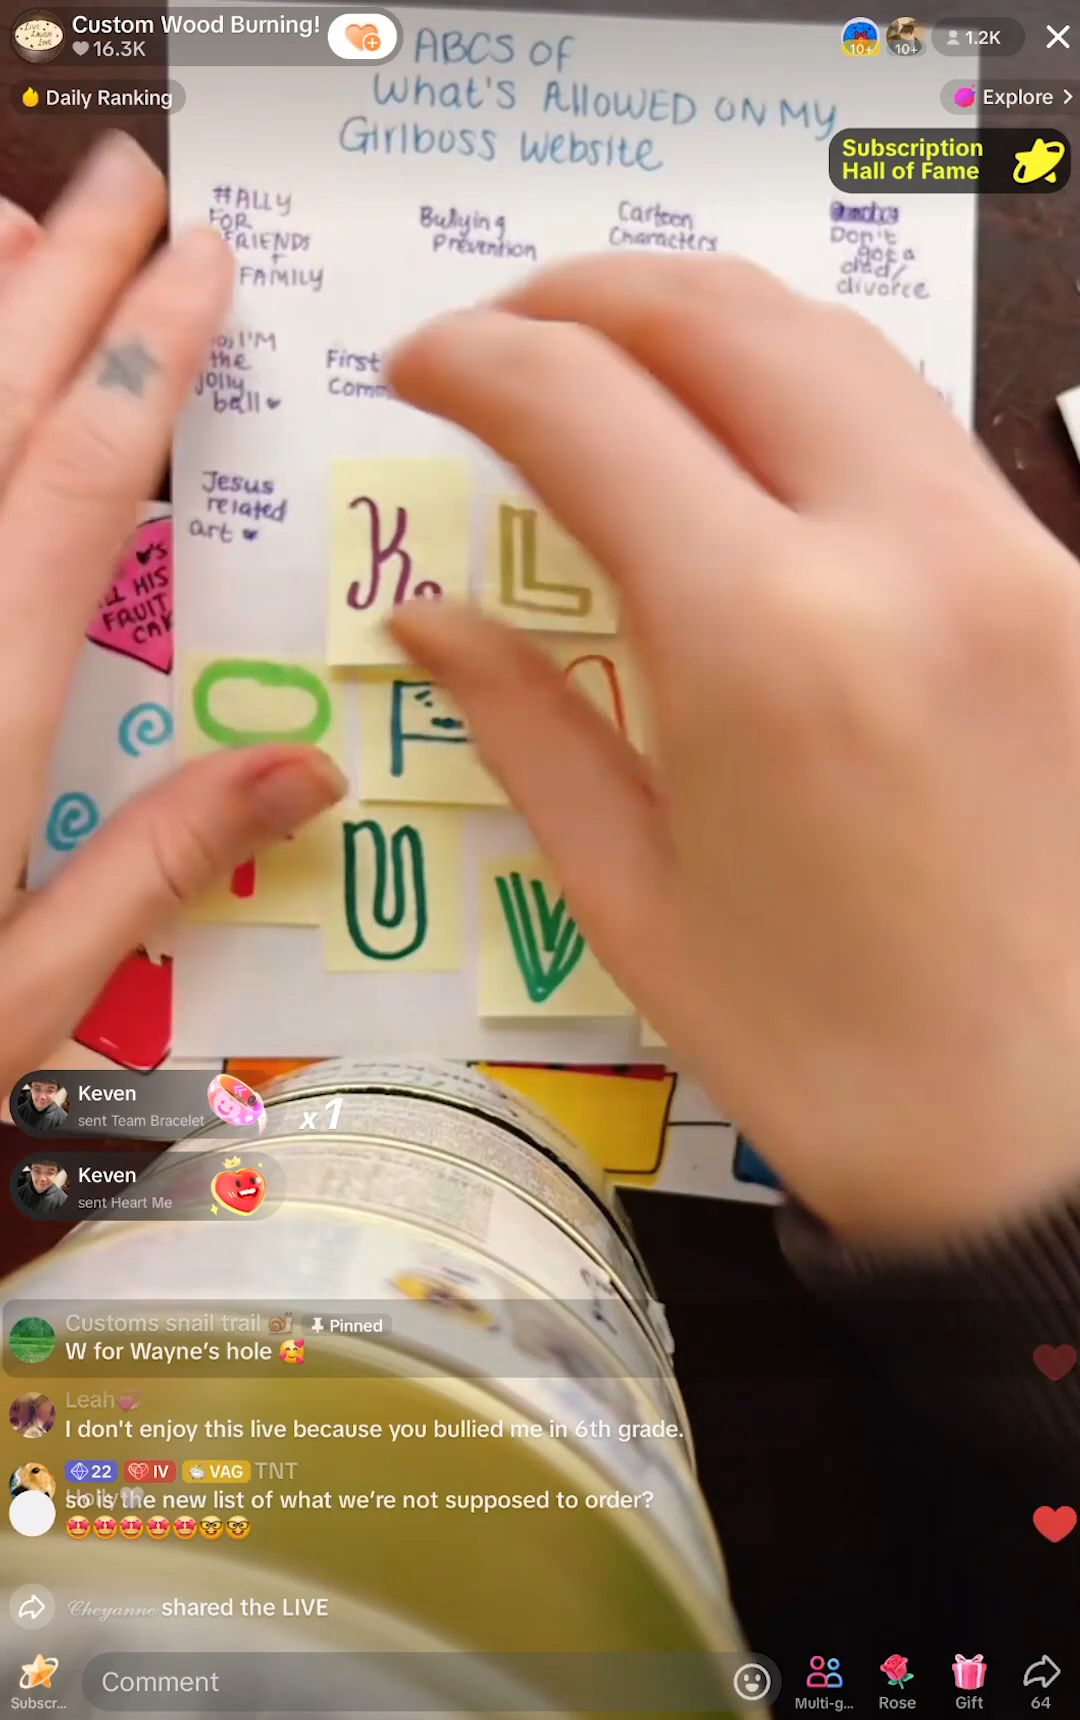 Custom Wood Burning!
16.3K
10+
10+
1.2K
Daily Ranking
Explore
Subscription
Hall of Fame
ABCS OF
What's AllOWED ON MY
Girlboss Website
#ALLY
FOR
FRIENDS
+
FAMILY
Bullying
Prevention
Cartoon
Characters
Don't
got a
dad/
divorce
I'M
the
jolly
ball
First
Jesus
related
art
K
L
HIS
FRUIT
U
V
Keven
sent Team Bracelet
x1
Keven
sent Heart Me
Customs snail trail 🐌 Pinned
W for Wayne's hole 🥰
Leah💞
I don't enjoy this live because you bullied me in 6th grade.
22 IV VAG TNT
so is the new list of what we're not supposed to order?
🤩🤩🤩🤩🤩🤓🤓
Cheyanne shared the LIVE
Subscr...
Comment
Multi-g...
Rose
Gift
64